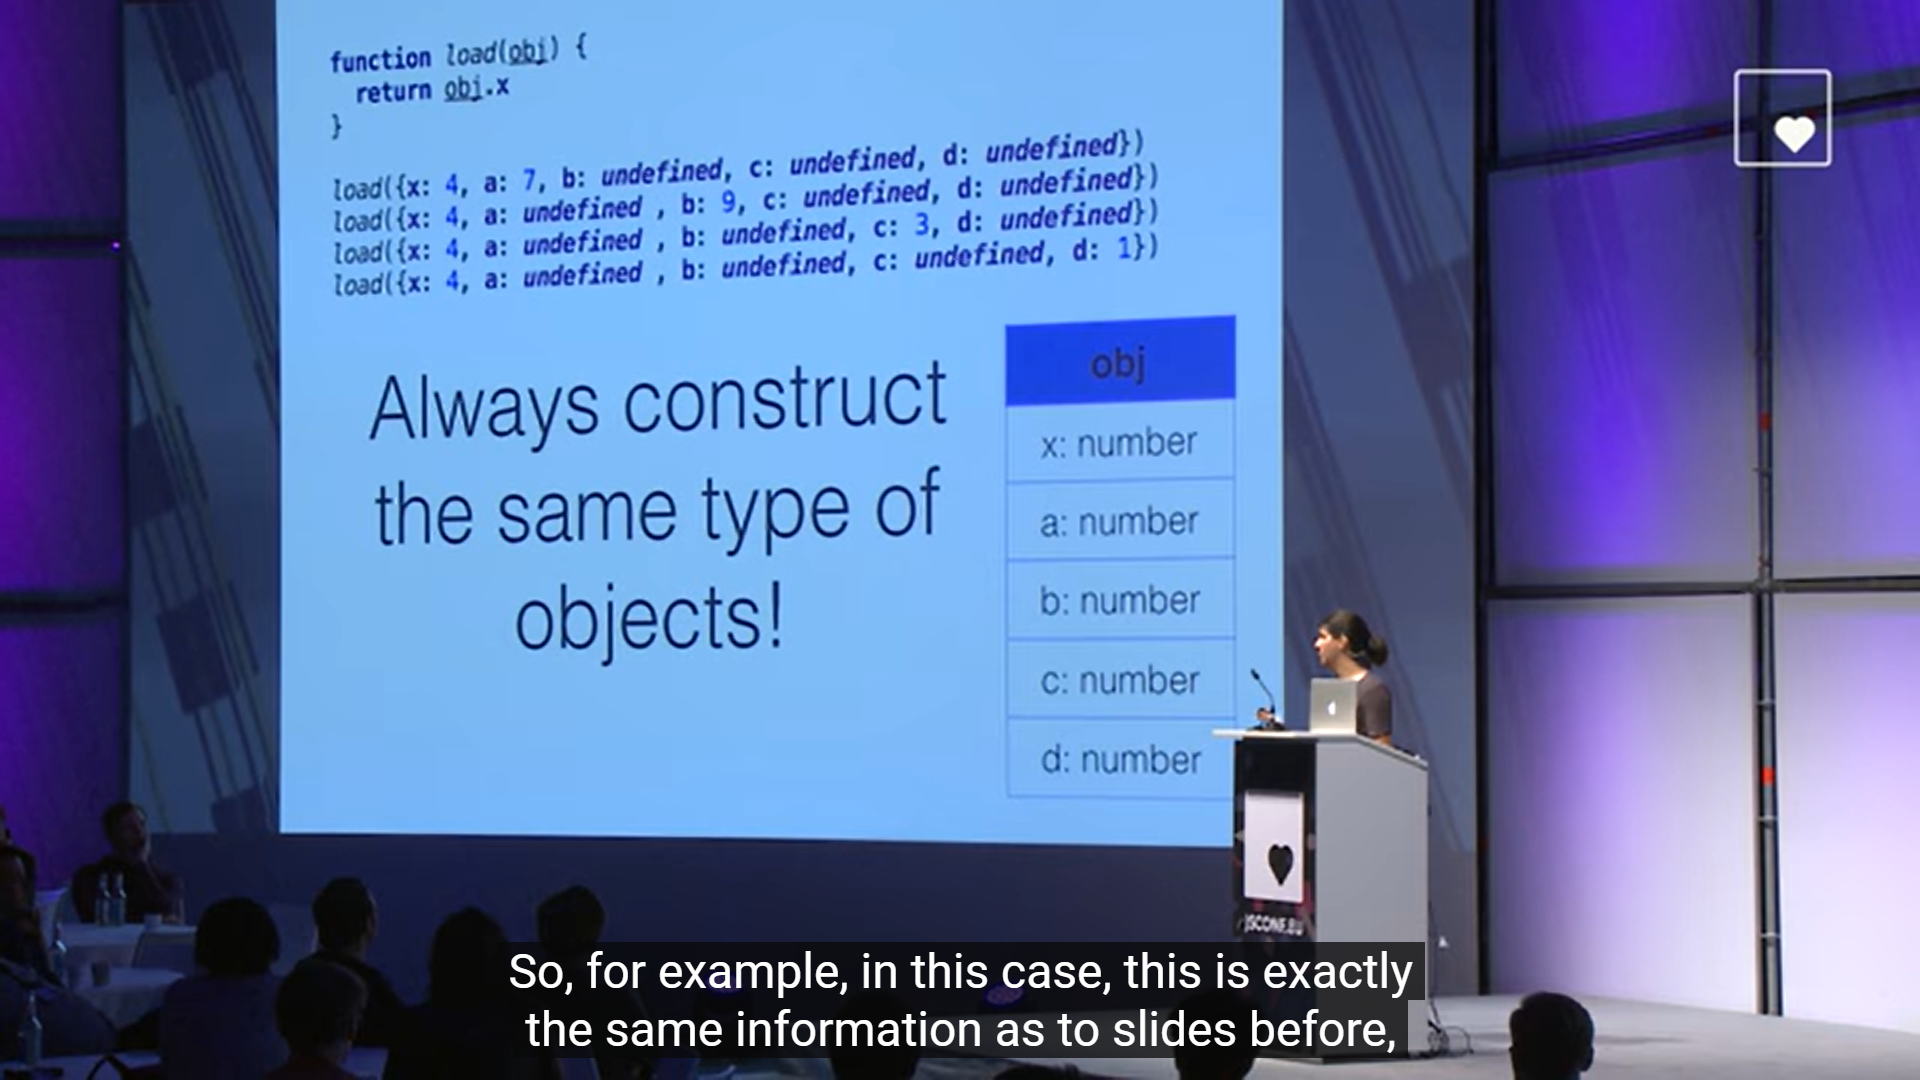 function load(obj) {
return obj.x
}
load({x: 4, a: 7, b: undefined, c: undefined, d: undefined})
load({x: 4, a: undefined , b: 9, c: undefined, d: undefined})
load({x: 4, a: undefined , b: undefined, c: 3, d: undefined})
load({x: 4, a: undefined , b: undefined, c: undefined, d: 1})
Always construct
the same type of
objects!
obj
x: number
a: number
b: number
c: number
d: number
JSCONF.EU
So, for example, in this case, this is exactly
the same information as to slides before,